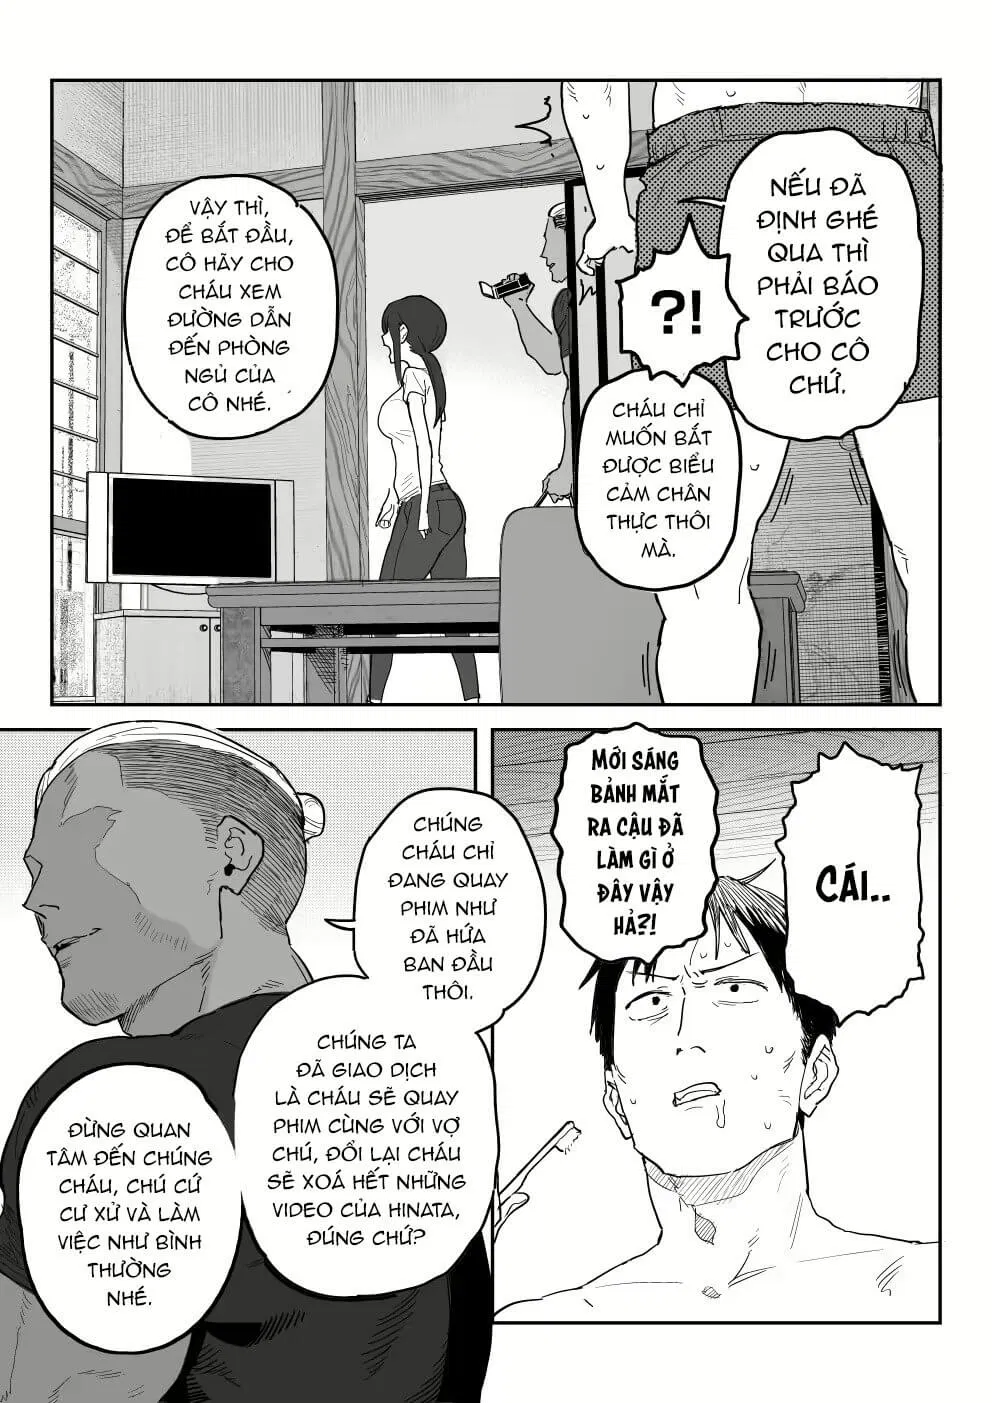 NẾU ĐÃ
ĐỊNH GHÉ
QUA THÌ
PHẢI BÁO
TRƯỚC
CHO CÔ
CHỨ.
?!
CHÁU CHỈ
MUỐN BẮT
ĐƯỢC BIỂU
CẢM CHÂN
THỰC THÔI
MÀ.
VẬY THÌ,
ĐỂ BẮT ĐẦU,
CÔ HÃY CHO
CHÁU XEM
ĐƯỜNG DẪN
ĐẾN PHÒNG
NGỦ CỦA
CÔ NHÉ.
CÁI..
MỚI SÁNG
BẢNH MẮT
RA CẬU ĐÃ
LÀM GÌ Ở
ĐÂY VẬY
HẢ?!
CHÚNG
CHÁU CHỈ
ĐANG QUAY
PHIM NHƯ
ĐÃ HỨA
BAN ĐẦU
THÔI.
CHÚNG TA
ĐÃ GIAO DỊCH
LÀ CHÁU SẼ QUAY
PHIM CÙNG VỚI VỢ
CHÚ, ĐỔI LẠI CHÁU
SẼ XOÁ HẾT NHỮNG
VIDEO CỦA HINATA,
ĐÚNG CHỨ?
ĐỪNG QUAN
TÂM ĐẾN CHÚNG
CHÁU, CHÚ CỨ
CƯ XỬ VÀ LÀM
VIỆC NHƯ BÌNH
THƯỜNG
NHÉ.